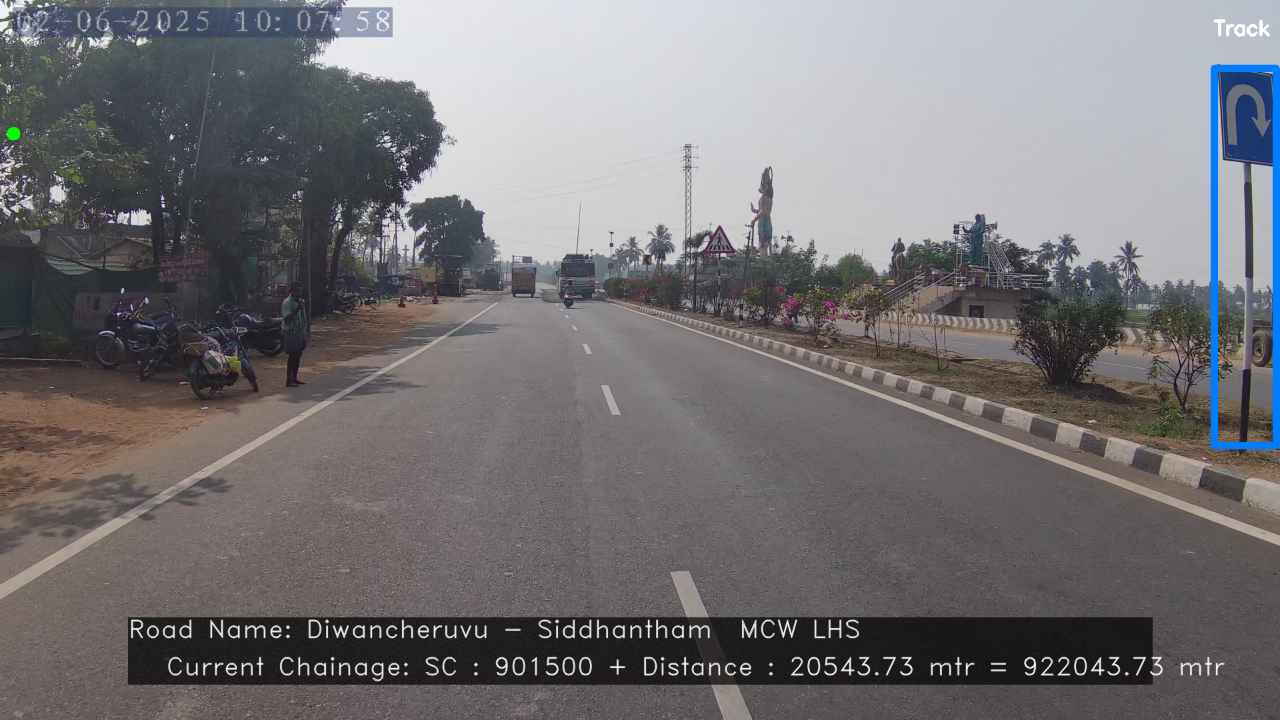 02-06-2025 10:07:58
Track
Road Name: Diwancheruvu - Siddhantham MCW LHS
Current Chainage: SC : 901500 + Distance : 20543.73 mtr = 922043.73 mtr